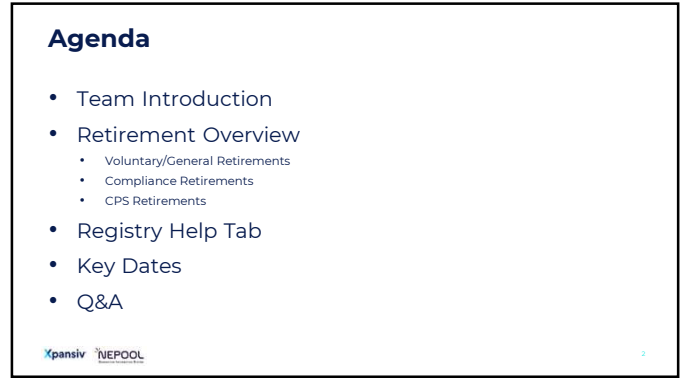 Agenda
• Team Introduction
• Retirement Overview
• Voluntary/General Retirements
• Compliance Retirements
• CPS Retirements
• Registry Help Tab
• Key Dates
• Q&A
Xpansiv NEPOOL
2